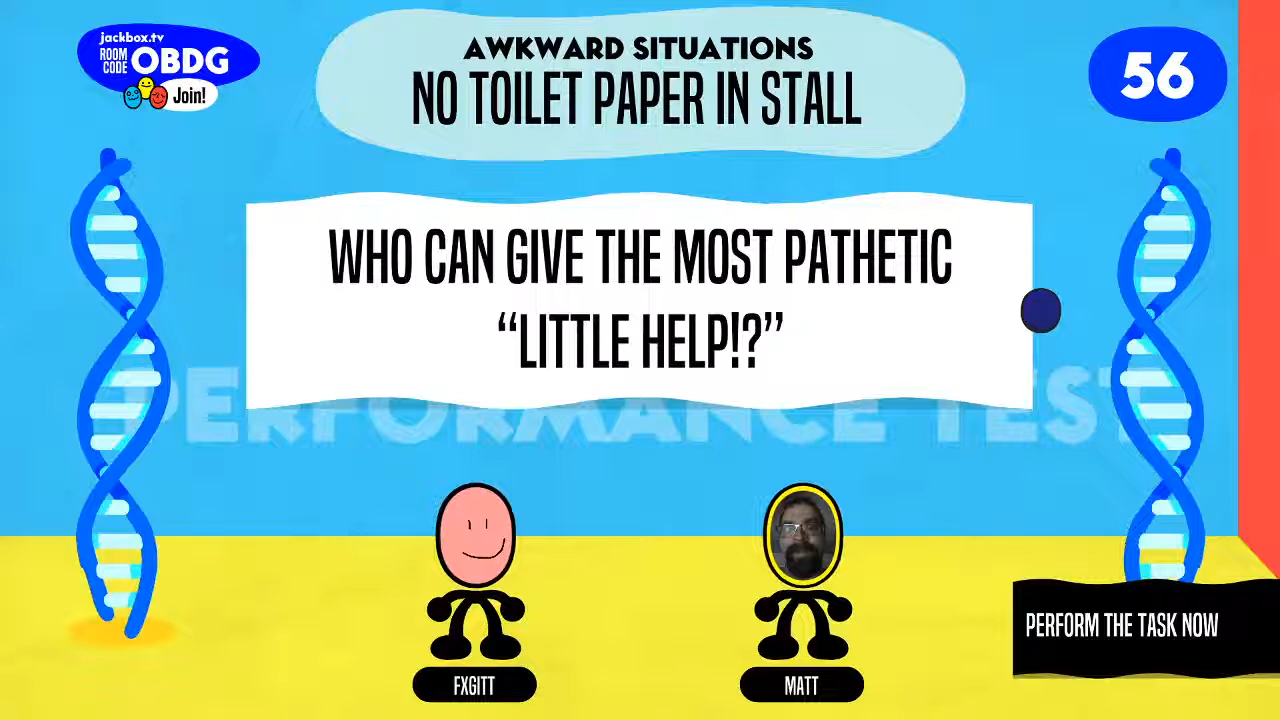 jackbox.tv
ROOM CODE OBDG
Join!
AWKWARD SITUATIONS
NO TOILET PAPER IN STALL
56
WHO CAN GIVE THE MOST PATHETIC
“LITTLE HELP!?”
PERFORMANCE TEST
PERFORM THE TASK NOW
FXGITT
MATT